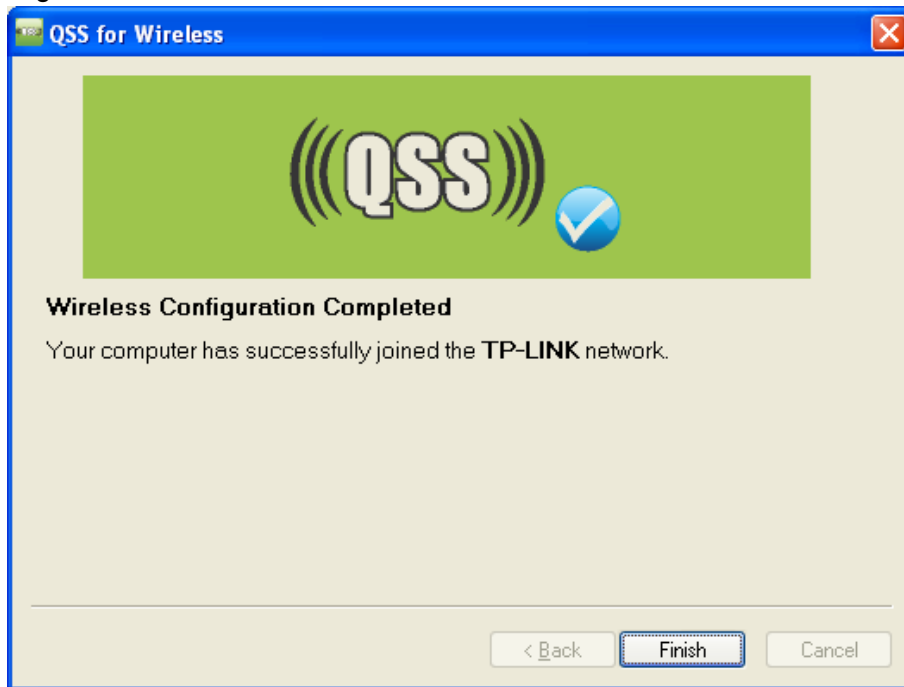 QSS for Wireless
(((QSS)))
Wireless Configuration Completed
Your computer has successfully joined the TP-LINK network.
< Back Finish Cancel